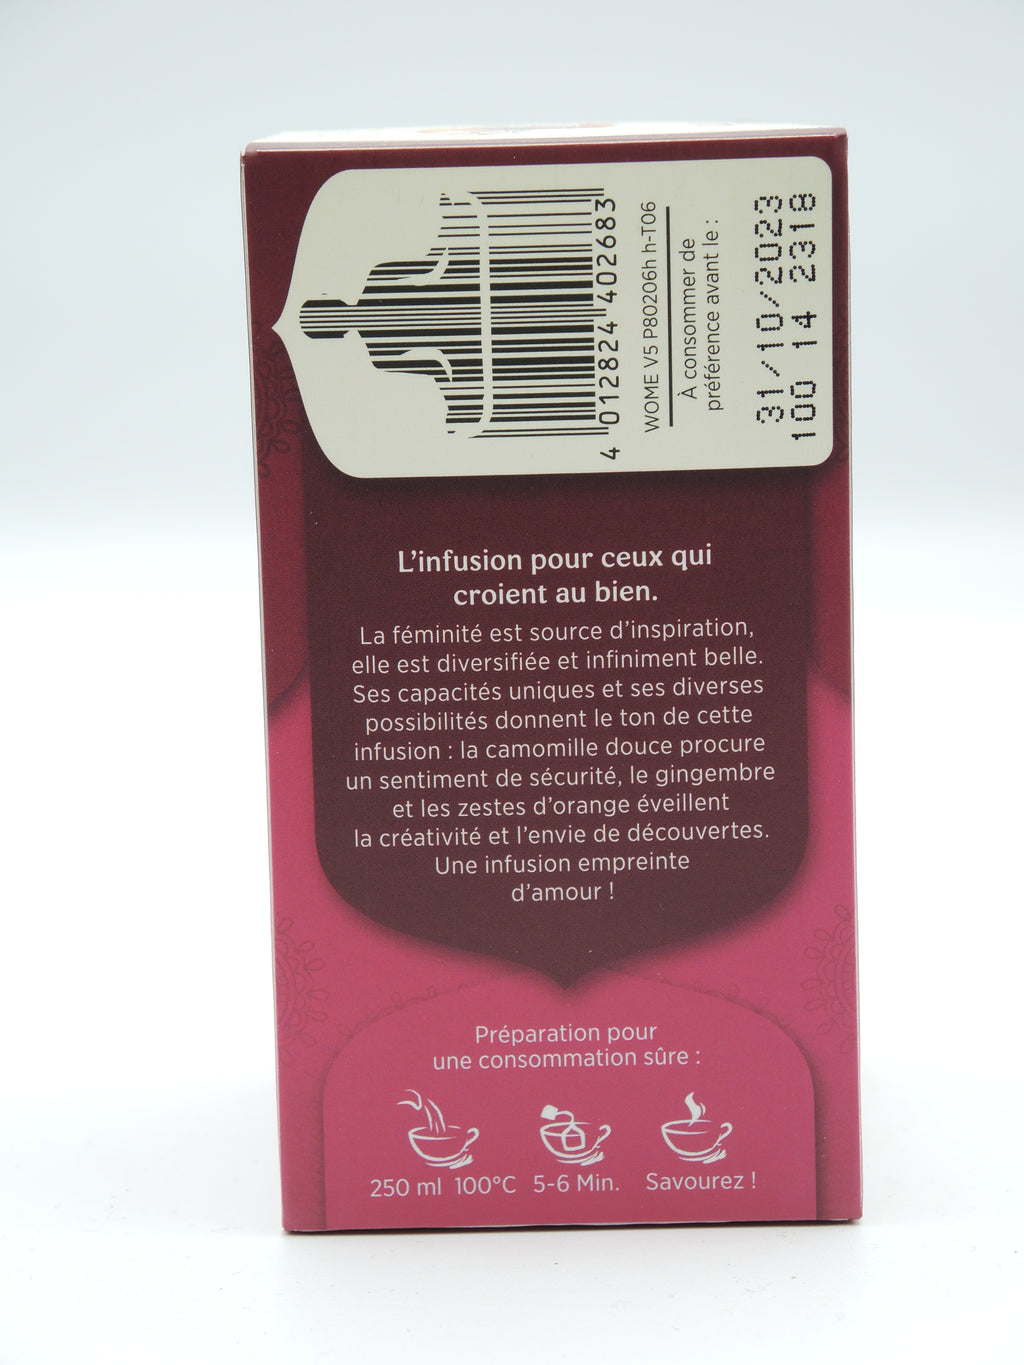 4 012824 402683
WOME V5 P80206h h-T06
À consommer de
préférence avant le :
31/10/2023
100 14 2318
L'infusion pour ceux qui
croient au bien.
La féminité est source d'inspiration,
elle est diversifiée et infiniment belle.
Ses capacités uniques et ses diverses
possibilités donnent le ton de cette
infusion : la camomille douce procure
un sentiment de sécurité, le gingembre
et les zestes d'orange éveillent
la créativité et l'envie de découvertes.
Une infusion empreinte
d'amour !
Préparation pour
une consommation sûre :
250 ml 100°C 5-6 Min. Savourez !